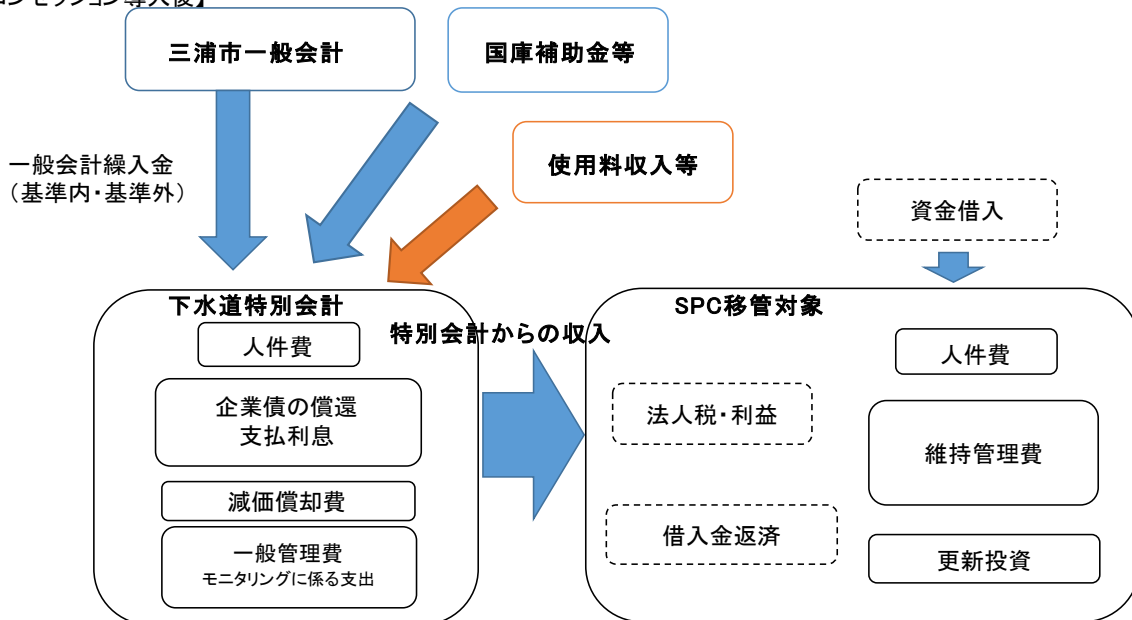 三浦市一般会計
国庫補助金等
使用料収入等
一般会計繰入金
（基準内・基準外）
資金借入
下水道特別会計
特別会計からの収入
SPC移管対象
人件費
企業債の償還
支払利息
減価償却費
一般管理費
モニタリングに係る支出
法人税・利益
借入金返済
人件費
維持管理費
更新投資